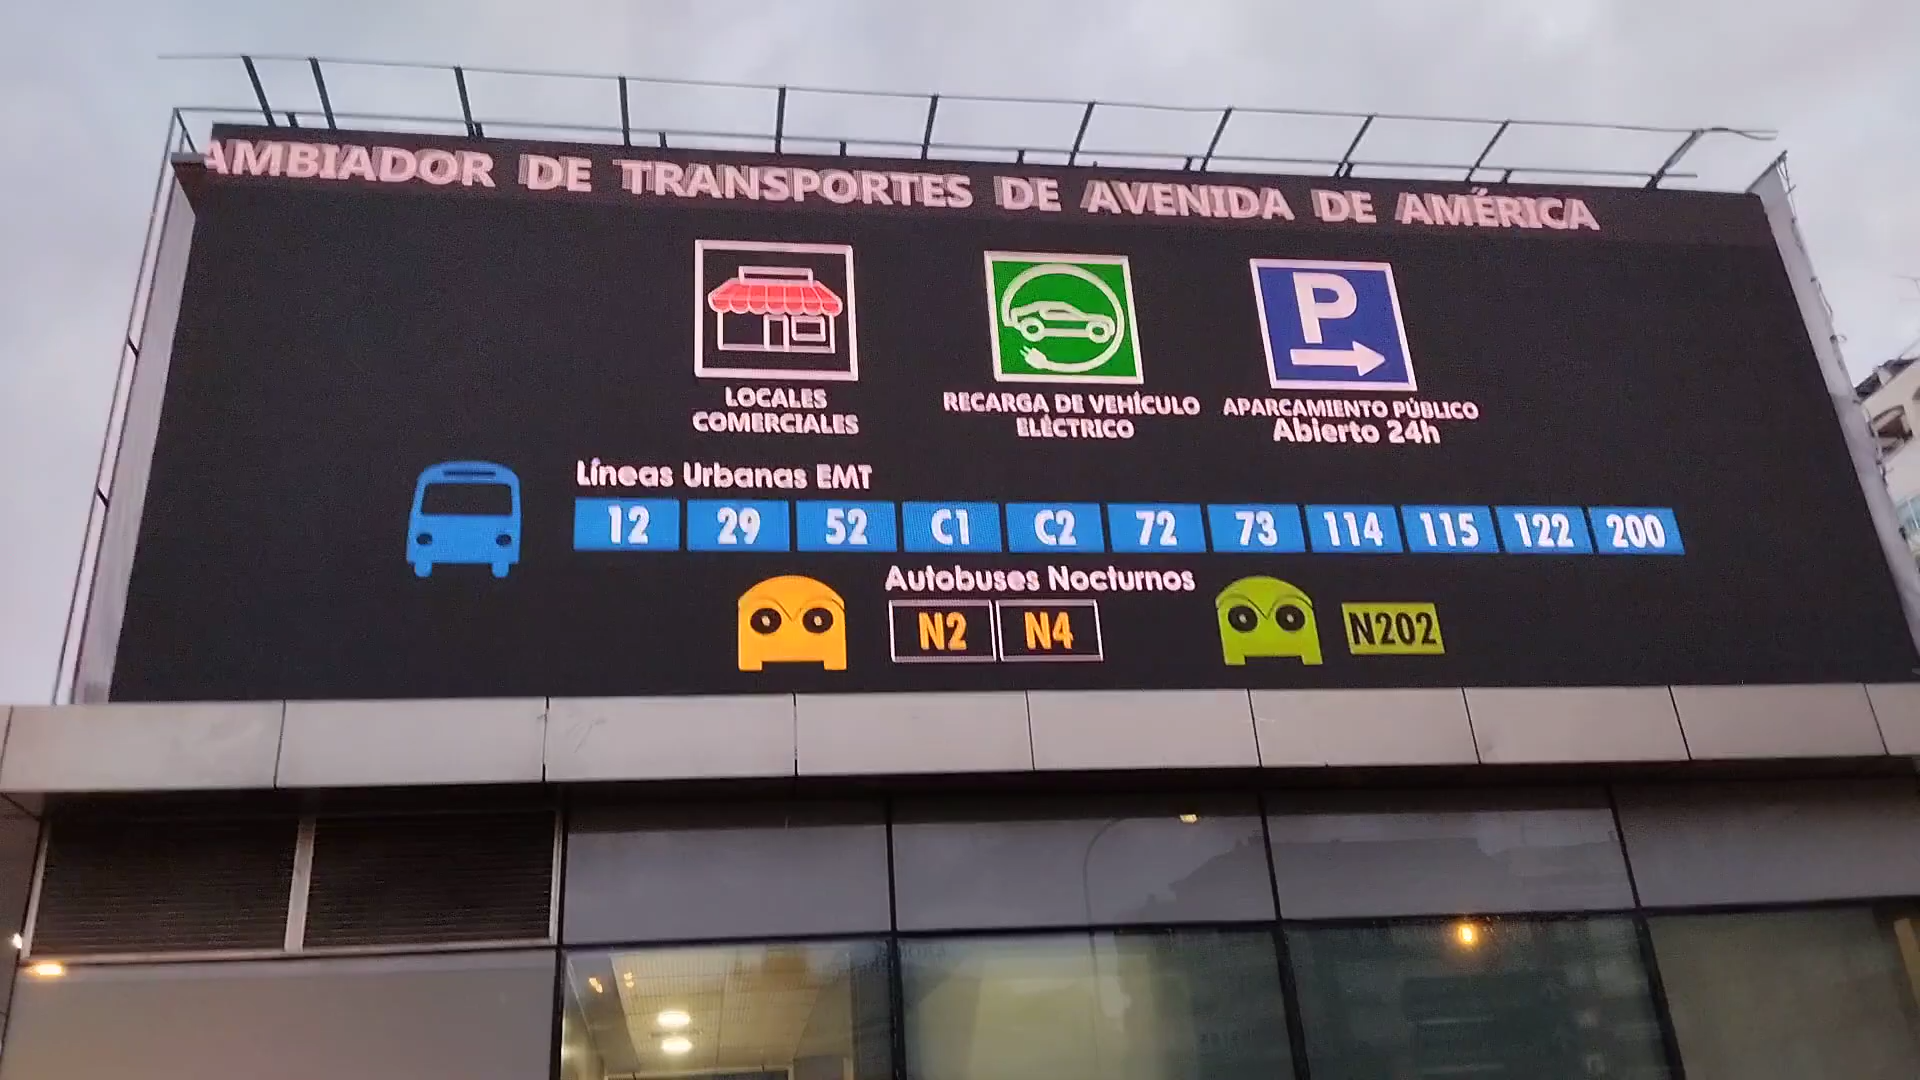 AMBIADOR DE TRANSPORTES DE AVENIDA DE AMÉRICA
P
LOCALES
COMERCIALES
RECARGA DE VEHÍCULO
ELÉCTRICO
APARCAMIENTO PÚBLICO
Abierto 24h
Líneas Urbanas EMT
12 29 52 C1 C2 72 73 114 115 122 200
Autobuses Nocturnos
N2 N4 N202